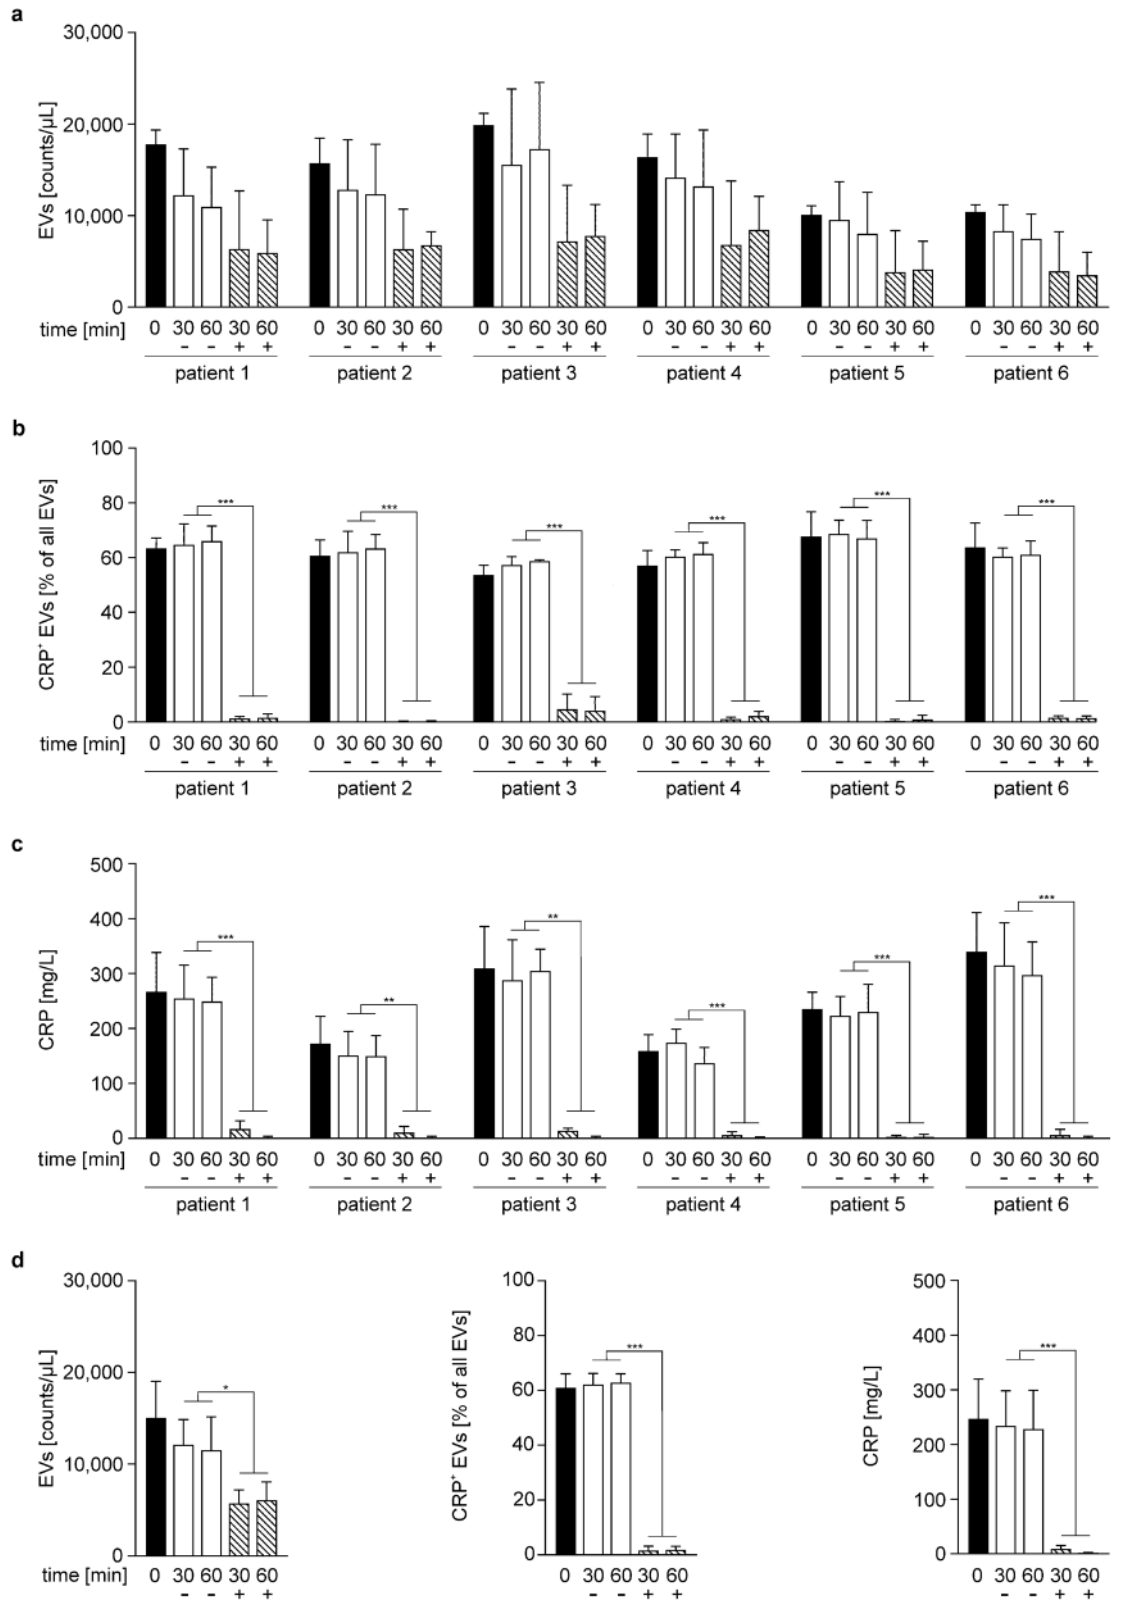 a
30,000
20,000
10,000
0
EVs [counts/µL]
time [min] 0 30 60 30 60 0 30 60 30 60 0 30 60 30 60 0 30 60 30 60 0 30 60 30 60 0 30 60 30 60
- - + + - - + + - - + + - - + + - - + + - - + +
patient 1 patient 2 patient 3 patient 4 patient 5 patient 6
b
100
80
60
40
20
0
CRP⁺ EVs [% of all EVs]
*** *** *** *** *** ***
time [min] 0 30 60 30 60 0 30 60 30 60 0 30 60 30 60 0 30 60 30 60 0 30 60 30 60 0 30 60 30 60
- - + + - - + + - - + + - - + + - - + + - - + +
patient 1 patient 2 patient 3 patient 4 patient 5 patient 6
c
500
400
300
200
100
0
CRP [mg/L]
*** ** ** *** *** ***
time [min] 0 30 60 30 60 0 30 60 30 60 0 30 60 30 60 0 30 60 30 60 0 30 60 30 60 0 30 60 30 60
- - + + - - + + - - + + - - + + - - + + - - + +
patient 1 patient 2 patient 3 patient 4 patient 5 patient 6
d
30,000
20,000
10,000
0
EVs [counts/µL]
*
time [min] 0 30 60 30 60
- - + +
100
80
60
40
20
0
CRP⁺ EVs [% of all EVs]
***
0 30 60 30 60
- - + +
500
400
300
200
100
0
CRP [mg/L]
***
0 30 60 30 60
- - + +